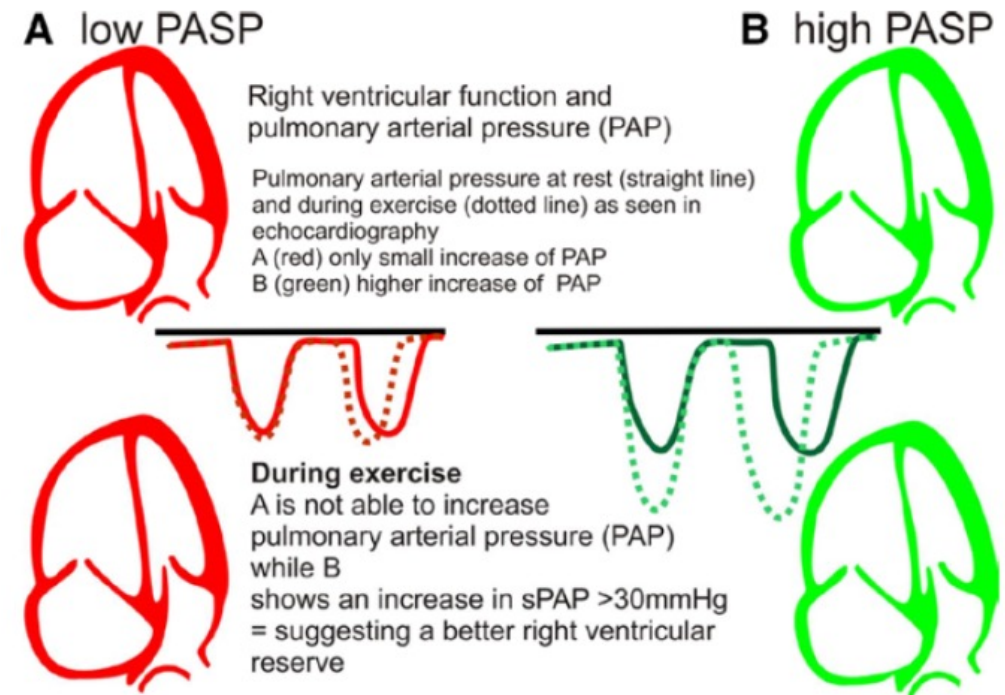 A low PASP
B high PASP
Right ventricular function and
pulmonary arterial pressure (PAP)
Pulmonary arterial pressure at rest (straight line)
and during exercise (dotted line) as seen in
echocardiography
A (red) only small increase of PAP
B (green) higher increase of PAP
During exercise
A is not able to increase
pulmonary arterial pressure (PAP)
while B
shows an increase in sPAP >30mmHg
= suggesting a better right ventricular
reserve